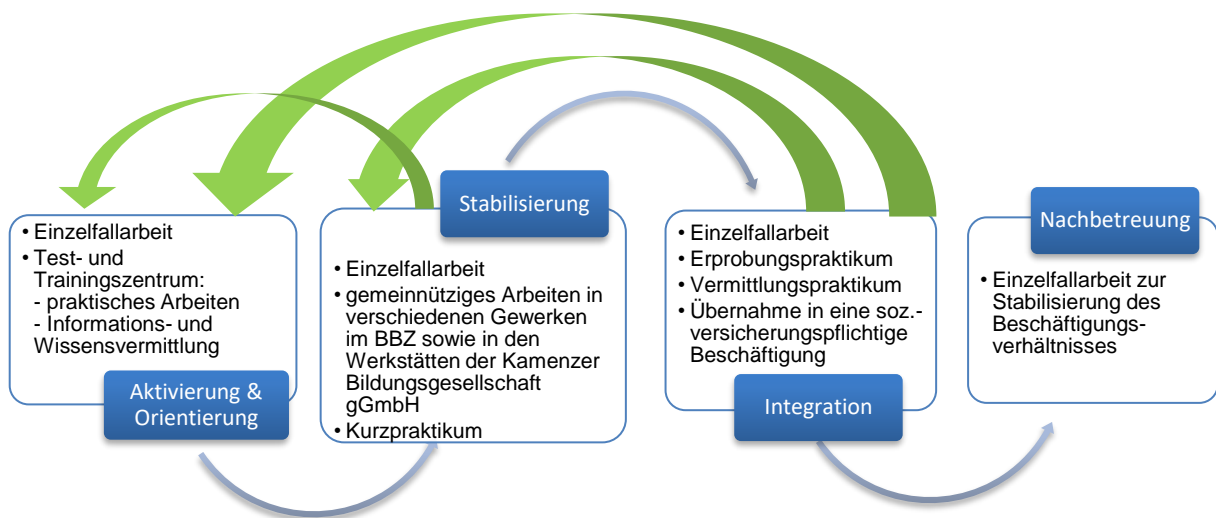 • Einzelfallarbeit
• Test- und
Trainingszentrum:
- praktisches Arbeiten
- Informations- und
Wissensvermittlung
Aktivierung &
Orientierung
Stabilisierung
• Einzelfallarbeit
• gemeinnütziges Arbeiten in
verschiedenen Gewerken
im BBZ sowie in den
Werkstätten der Kamenzer
Bildungsgesellschaft
gGmbH
• Kurzpraktikum
• Einzelfallarbeit
• Erprobungspraktikum
• Vermittlungspraktikum
• Übernahme in eine soz.-
versicherungspflichtige
Beschäftigung
Integration
Nachbetreuung
• Einzelfallarbeit zur
Stabilisierung des
Beschäftigungs-
verhältnisses